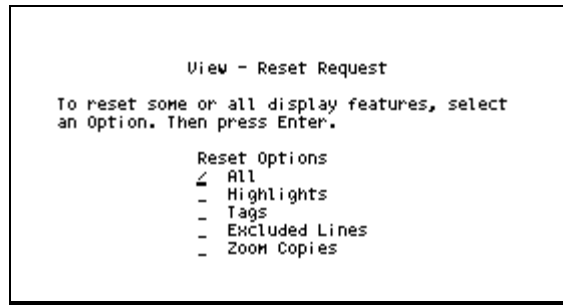 View - Reset Request
To reset some or all display features, select
an Option. Then press Enter.
Reset Options
/ All
_ Highlights
_ Tags
_ Excluded Lines
_ Zoom Copies